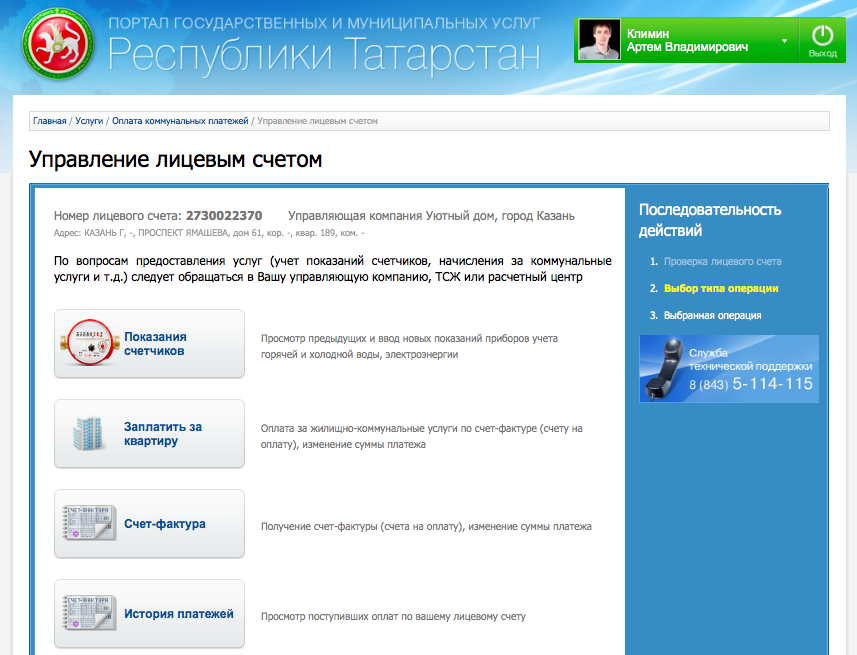 ПОРТАЛ ГОСУДАРСТВЕННЫХ И МУНИЦИПАЛЬНЫХ УСЛУГ
Республики Татарстан
Климин
Артем Владимирович
Выход
Главная / Услуги / Оплата коммунальных платежей / Управление лицевым счетом
Управление лицевым счетом
Номер лицевого счета: 2730022370 Управляющая компания Уютный дом, город Казань
Адрес: КАЗАНЬ Г, -, ПРОСПЕКТ ЯМАШЕВА, дом 61, кор. -, квар. 189, ком. -
По вопросам предоставления услуг (учет показаний счетчиков, начисления за коммунальные
услуги и т.д.) следует обращаться в Вашу управляющую компанию, ТСЖ или расчетный центр
Показания
счетчиков
Просмотр предыдущих и ввод новых показаний приборов учета
горячей и холодной воды, электроэнергии
Заплатить за
квартиру
Оплата за жилищно-коммунальные услуги по счет-фактуре (счету на
оплату), изменение суммы платежа
СЧЕТ-ФАКТУРА
Счет-фактура
Получение счет-фактуры (счета на оплату), изменение суммы платежа
СЧЕТ-ФАКТУРА
История платежей
Просмотр поступивших оплат по вашему лицевому счету
Последовательность
действий
1. Проверка лицевого счета
2. Выбор типа операции
3. Выбранная операция
Служба
технической поддержки
8 (843) 5-114-115